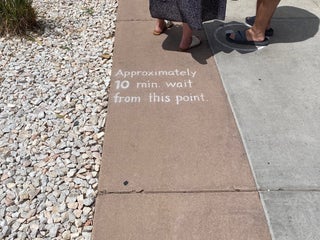 Approximately
10 min. wait
from this point.